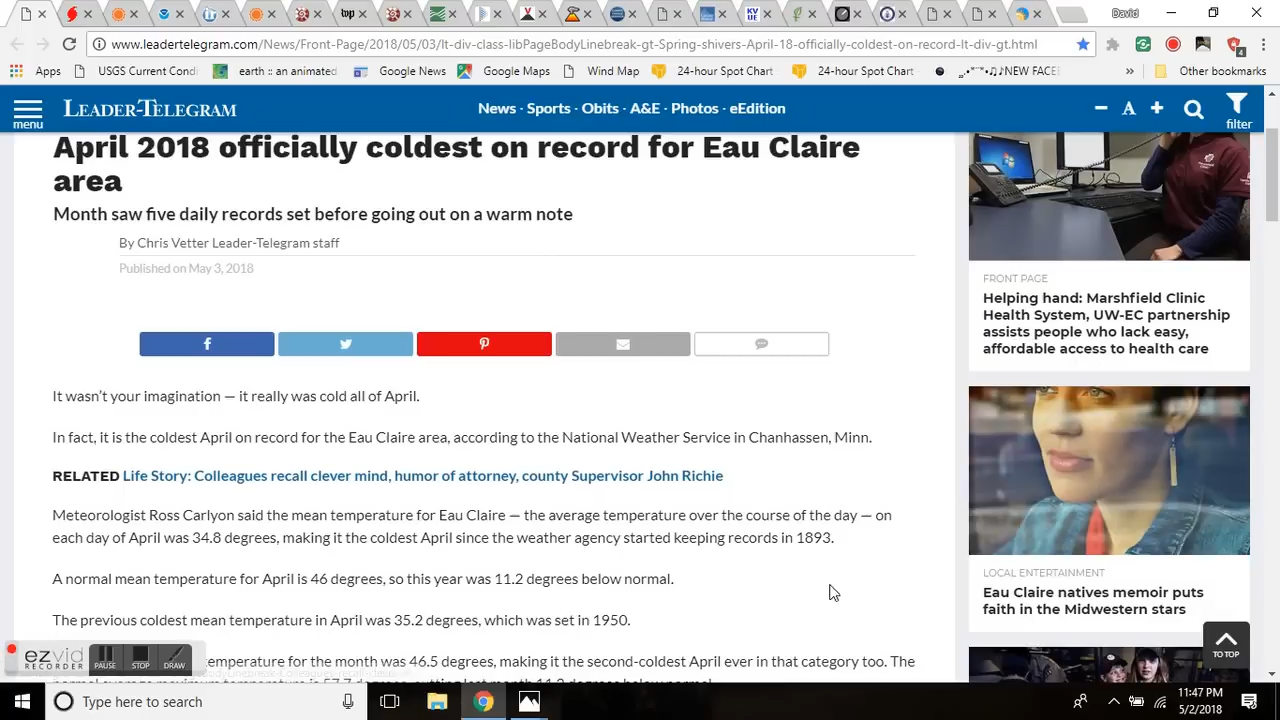 David
www.leadertelegram.com/News/Front-Page/2018/05/03/lt-div-class-libPageBodyLinebreak-gt-Spring-shivers-April-18-officially-coldest-on-record-lt-div-gt.html
Apps USGS Current Condi earth :: an animated Google News Google Maps Wind Map 24-hour Spot Chart 24-hour Spot Chart NEW FACE » Other bookmarks
menu LEADER-TELEGRAM News · Sports · Obits · A&E · Photos · eEdition A filter
April 2018 officially coldest on record for Eau Claire
area
Month saw five daily records set before going out on a warm note
By Chris Vetter Leader-Telegram staff
Published on May 3, 2018
It wasn't your imagination — it really was cold all of April.
In fact, it is the coldest April on record for the Eau Claire area, according to the National Weather Service in Chanhassen, Minn.
RELATED Life Story: Colleagues recall clever mind, humor of attorney, county Supervisor John Richie
Meteorologist Ross Carlyon said the mean temperature for Eau Claire — the average temperature over the course of the day — on
each day of April was 34.8 degrees, making it the coldest April since the weather agency started keeping records in 1893.
A normal mean temperature for April is 46 degrees, so this year was 11.2 degrees below normal.
The previous coldest mean temperature in April was 35.2 degrees, which was set in 1950.
temperature for the month was 46.5 degrees, making it the second-coldest April ever in that category too. The
FRONT PAGE
Helping hand: Marshfield Clinic
Health System, UW-EC partnership
assists people who lack easy,
affordable access to health care
LOCAL ENTERTAINMENT
Eau Claire natives memoir puts
faith in the Midwestern stars
TO TOP
ezvid
RECORDER
PAUSE STOP DRAW
Type here to search
11:47 PM
5/2/2018